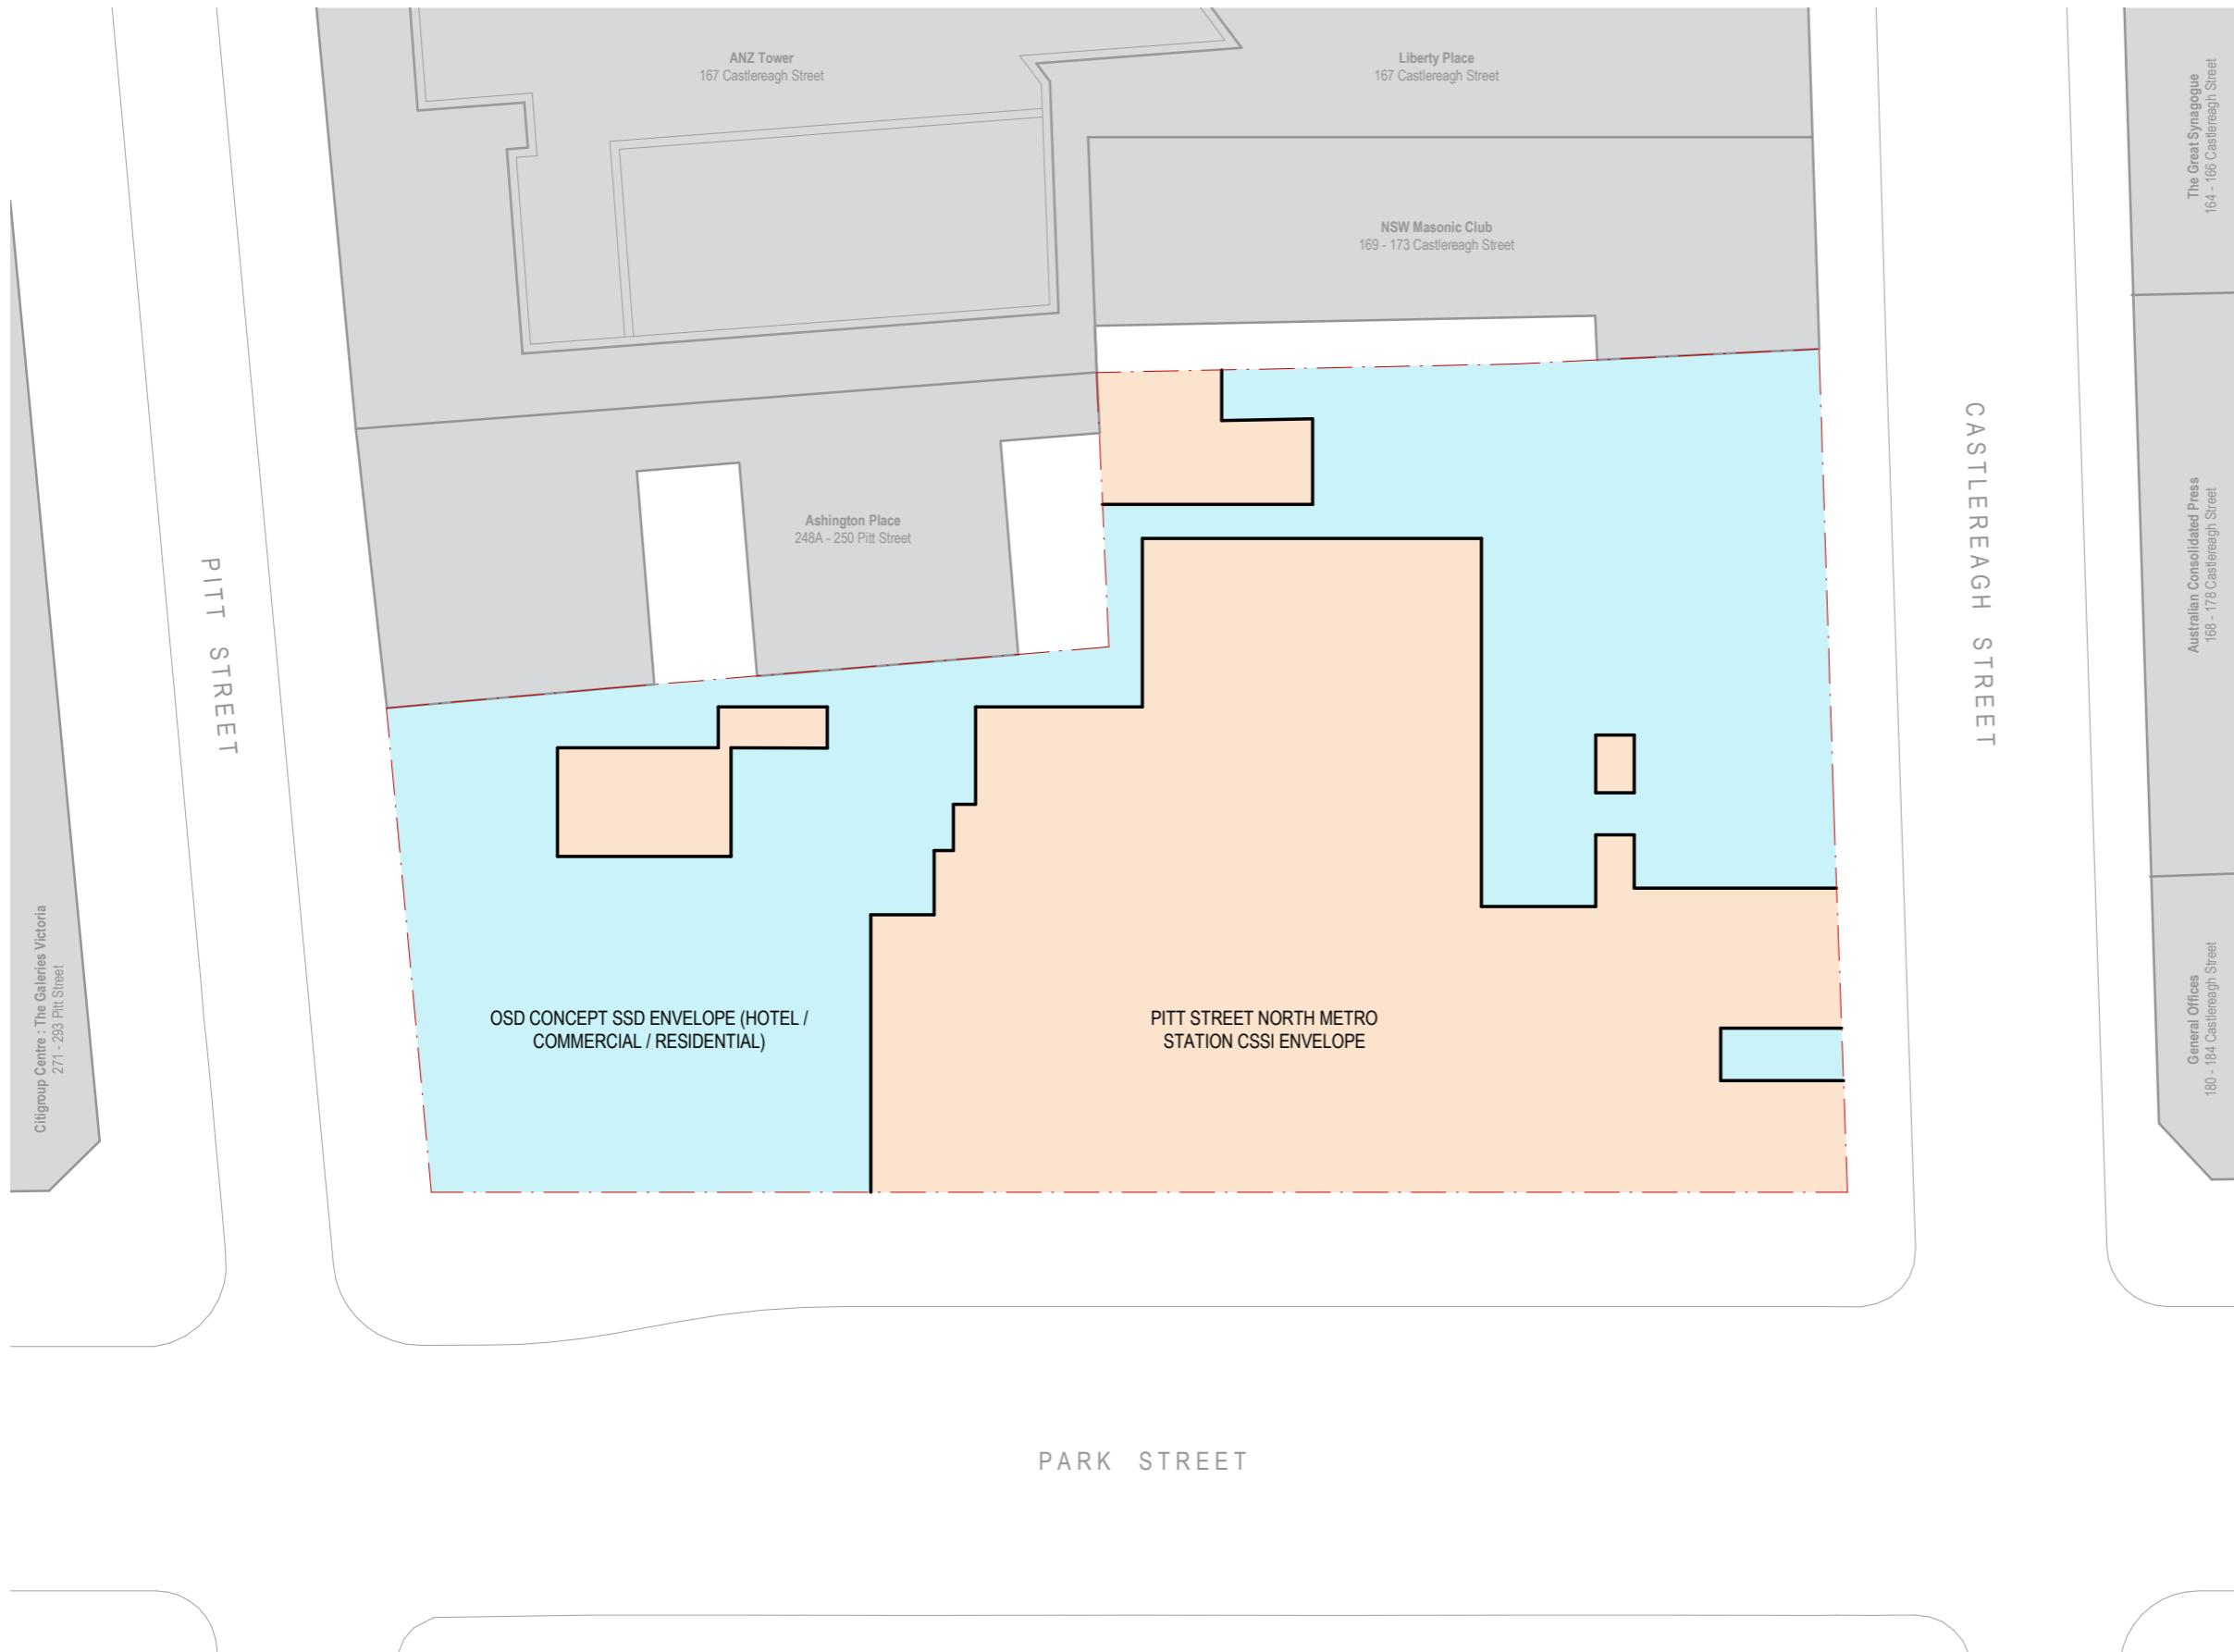 ANZ Tower
167 Castlereagh Street
Liberty Place
167 Castlereagh Street
The Great Synagogue
164 - 166 Castlereagh Street
NSW Masonic Club
169 - 173 Castlereagh Street
Ashington Place
248A - 250 Pitt Street
PITT STREET
CASTLEREAGH STREET
Australian Consolidated Press
168 - 178 Castlereagh Street
Citigroup Centre : The Galeries Victoria
271 - 293 Pitt Street
OSD CONCEPT SSD ENVELOPE (HOTEL /
COMMERCIAL / RESIDENTIAL)
PITT STREET NORTH METRO
STATION CSSI ENVELOPE
General Offices
180 - 184 Castlereagh Street
PARK STREET